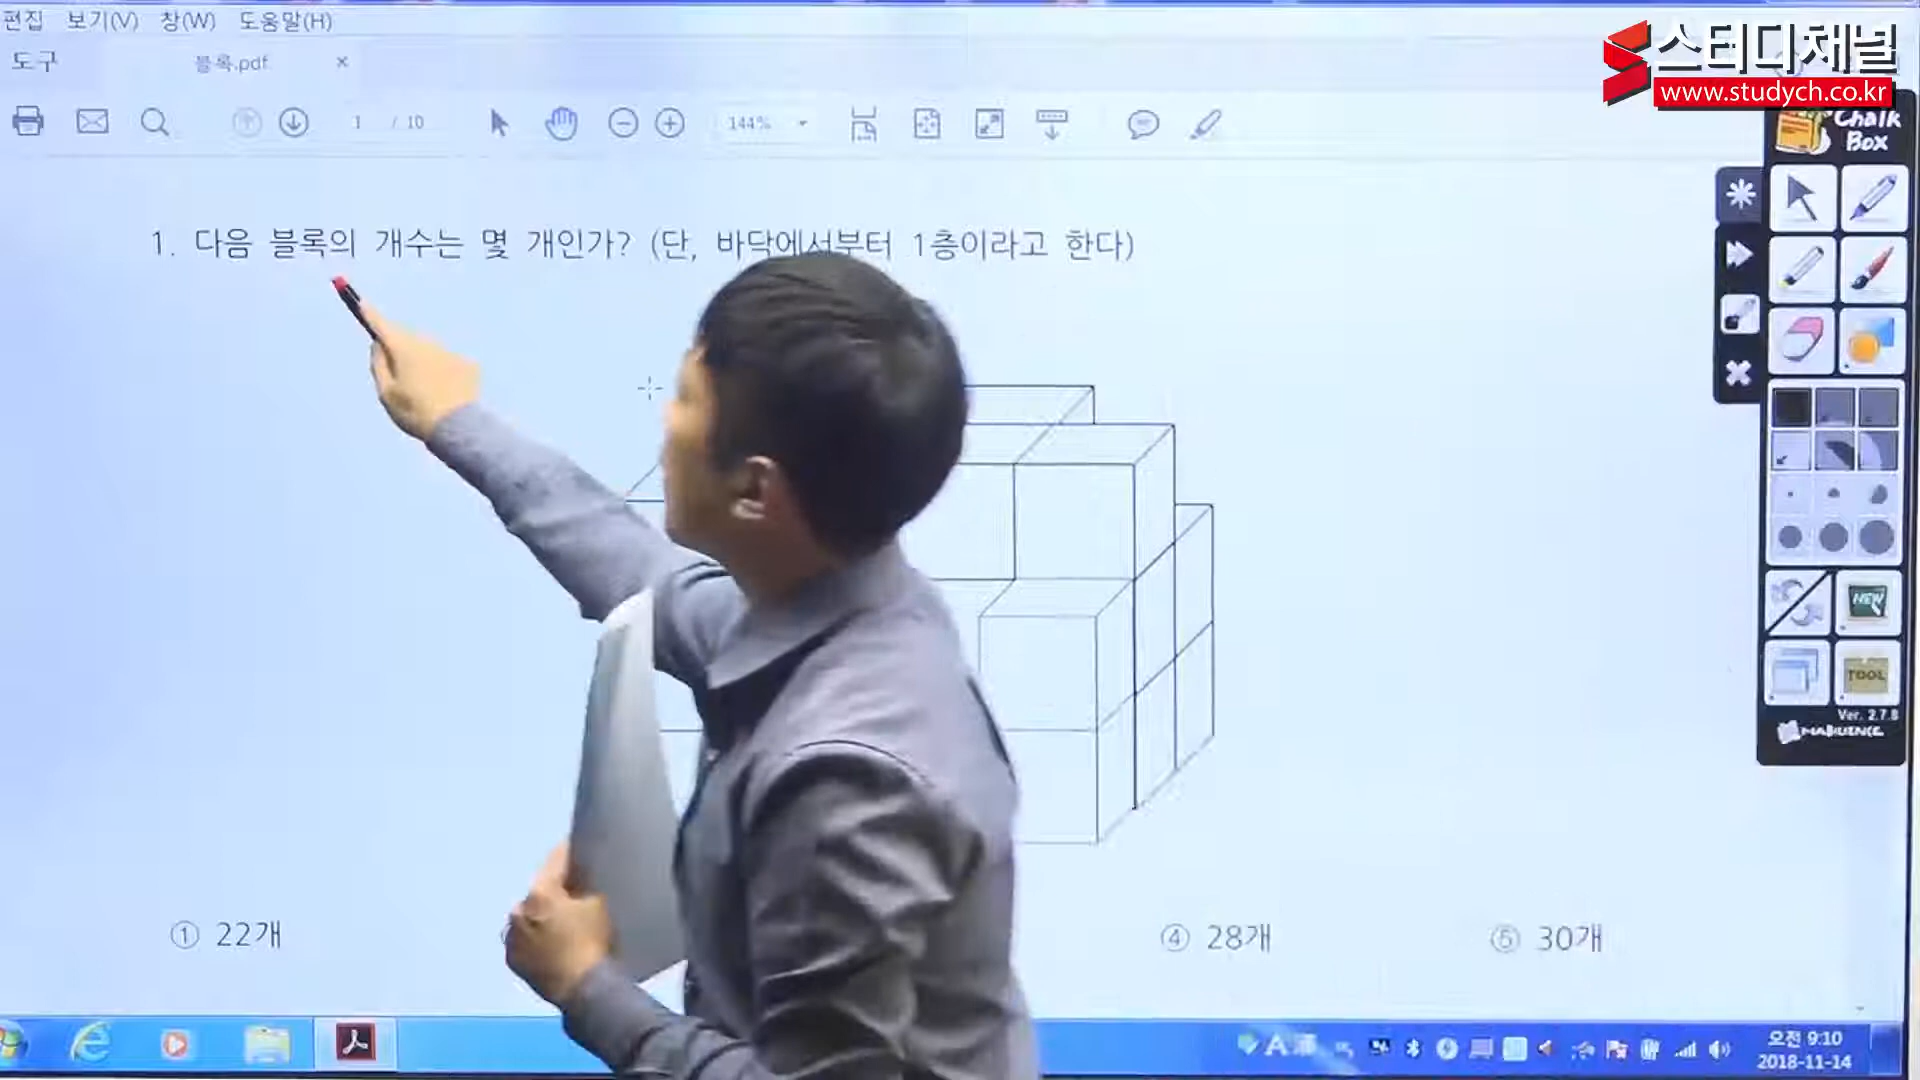 편집 보기(V) 창(W) 도움말(H)
스터디채널
www.studych.co.kr
도구 블록.pdf ×
1 / 10 144%
Chalk Box
1. 다음 블록의 개수는 몇 개인가? (단, 바닥에서부터 1층이라고 한다)
NEW
TOOL
Ver. 2.7.8
① 22개
④ 28개
⑤ 30개
A 漢
오전 9:10
2018-11-14